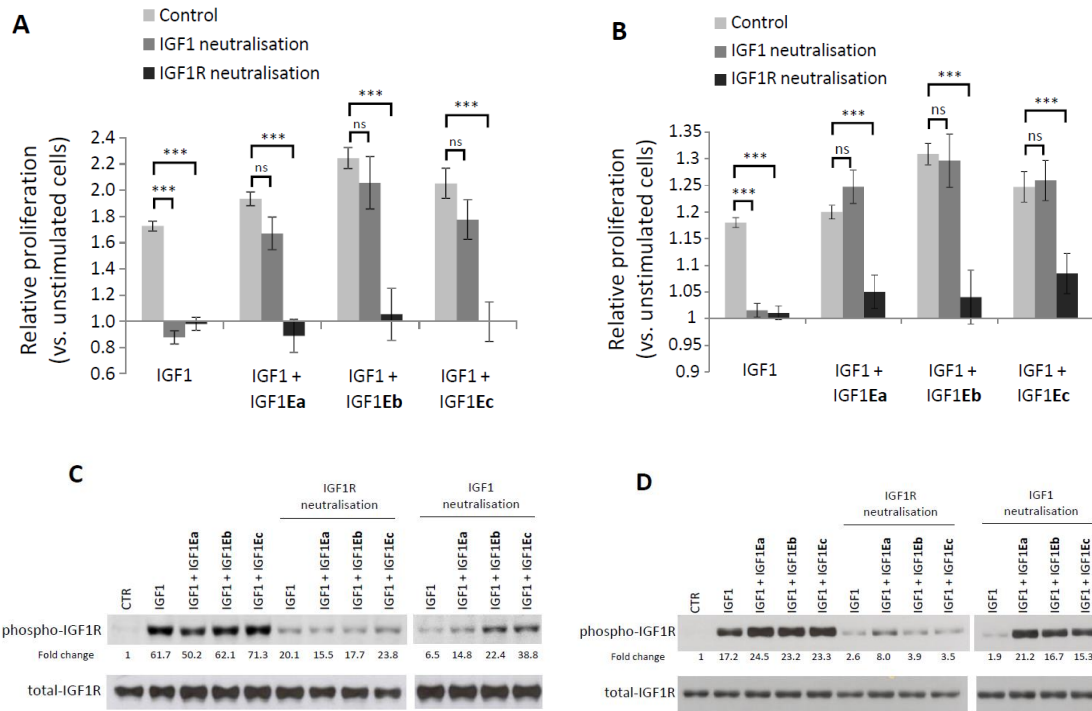 A
Control
IGF1 neutralisation
IGF1R neutralisation
Relative proliferation
(vs. unstimulated cells)
2.4
2.2
2.0
1.8
1.6
1.4
1.2
1.0
0.8
0.6
***
***
***
ns
***
ns
***
ns
IGF1
IGF1 +
IGF1Ea
IGF1 +
IGF1Eb
IGF1 +
IGF1Ec
B
Control
IGF1 neutralisation
IGF1R neutralisation
Relative proliferation
(vs. unstimulated cells)
1.35
1.3
1.25
1.2
1.15
1.1
1.05
1
0.95
0.9
***
***
***
ns
***
ns
***
ns
IGF1
IGF1 +
IGF1Ea
IGF1 +
IGF1Eb
IGF1 +
IGF1Ec
C
IGF1R
neutralisation
IGF1
neutralisation
CTR
IGF1
IGF1 + IGF1Ea
IGF1 + IGF1Eb
IGF1 + IGF1Ec
IGF1
IGF1 + IGF1Ea
IGF1 + IGF1Eb
IGF1 + IGF1Ec
IGF1
IGF1 + IGF1Ea
IGF1 + IGF1Eb
IGF1 + IGF1Ec
phospho-IGF1R
Fold change 1 61.7 50.2 62.1 71.3 20.1 15.5 17.7 23.8 6.5 14.8 22.4 38.8
total-IGF1R
D
IGF1R
neutralisation
IGF1
neutralisation
CTR
IGF1
IGF1 + IGF1Ea
IGF1 + IGF1Eb
IGF1 + IGF1Ec
IGF1
IGF1 + IGF1Ea
IGF1 + IGF1Eb
IGF1 + IGF1Ec
IGF1
IGF1 + IGF1Ea
IGF1 + IGF1Eb
IGF1 + IGF1Ec
phospho-IGF1R
Fold change 1 17.2 24.5 23.2 23.3 2.6 8.0 3.9 3.5 1.9 21.2 16.7 15.3
total-IGF1R